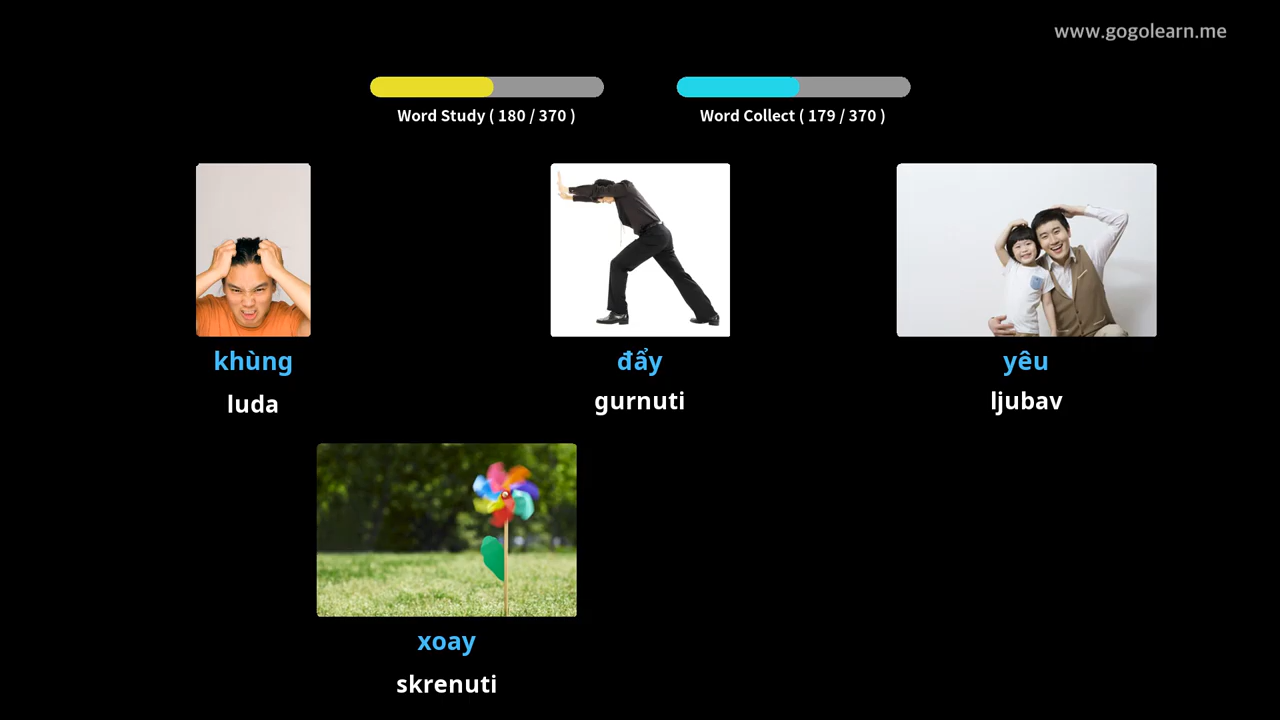 www.gogolearn.me
Word Study ( 180 / 370 )
Word Collect ( 179 / 370 )
khùng
luda
đẩy
gurnuti
yêu
ljubav
xoay
skrenuti